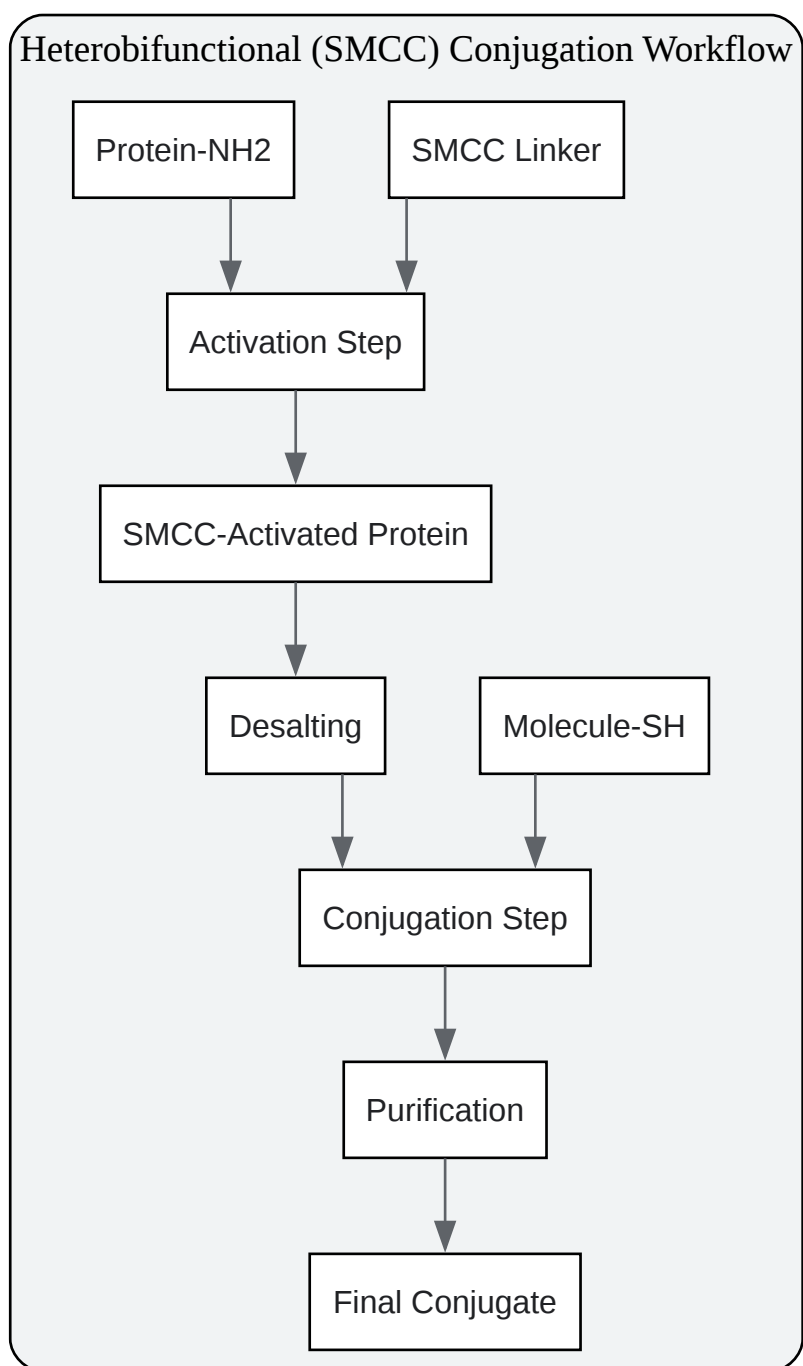 Heterobifunctional (SMCC) Conjugation Workflow
Protein-NH2
SMCC Linker
Activation Step
SMCC-Activated Protein
Desalting
Molecule-SH
Conjugation Step
Purification
Final Conjugate